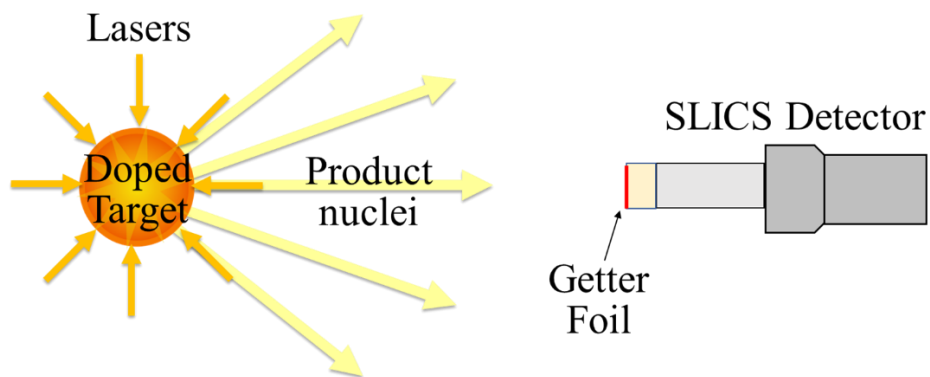 Lasers
Doped
Target
Product
nuclei
SLICS Detector
Getter
Foil